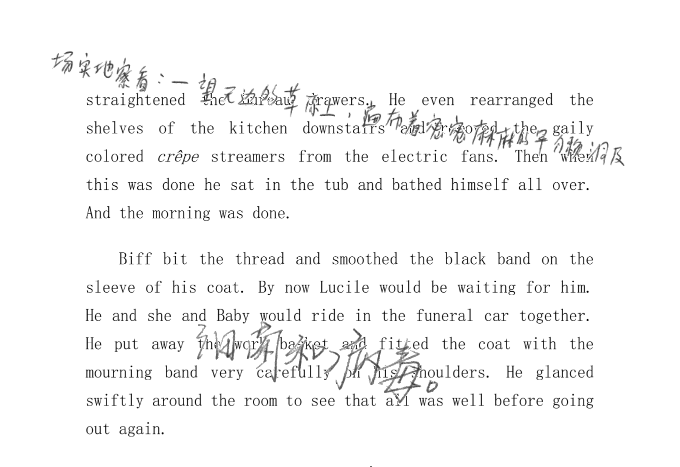 场实地察看：一望无边的草原上，遍布着密密麻麻的 洞及
straightened the bureau drawers. He even rearranged the
shelves of the kitchen downstairs and the gaily
colored crêpe streamers from the electric fans. Then when
this was done he sat in the tub and bathed himself all over.
And the morning was done.
Biff bit the thread and smoothed the black band on the
sleeve of his coat. By now Lucile would be waiting for him.
He and she and Baby would ride in the funeral car together.
细菌和病毒。
He put away the work basket and fitted the coat with the
mourning band very carefully on his shoulders. He glanced
swiftly around the room to see that all was well before going
out again.